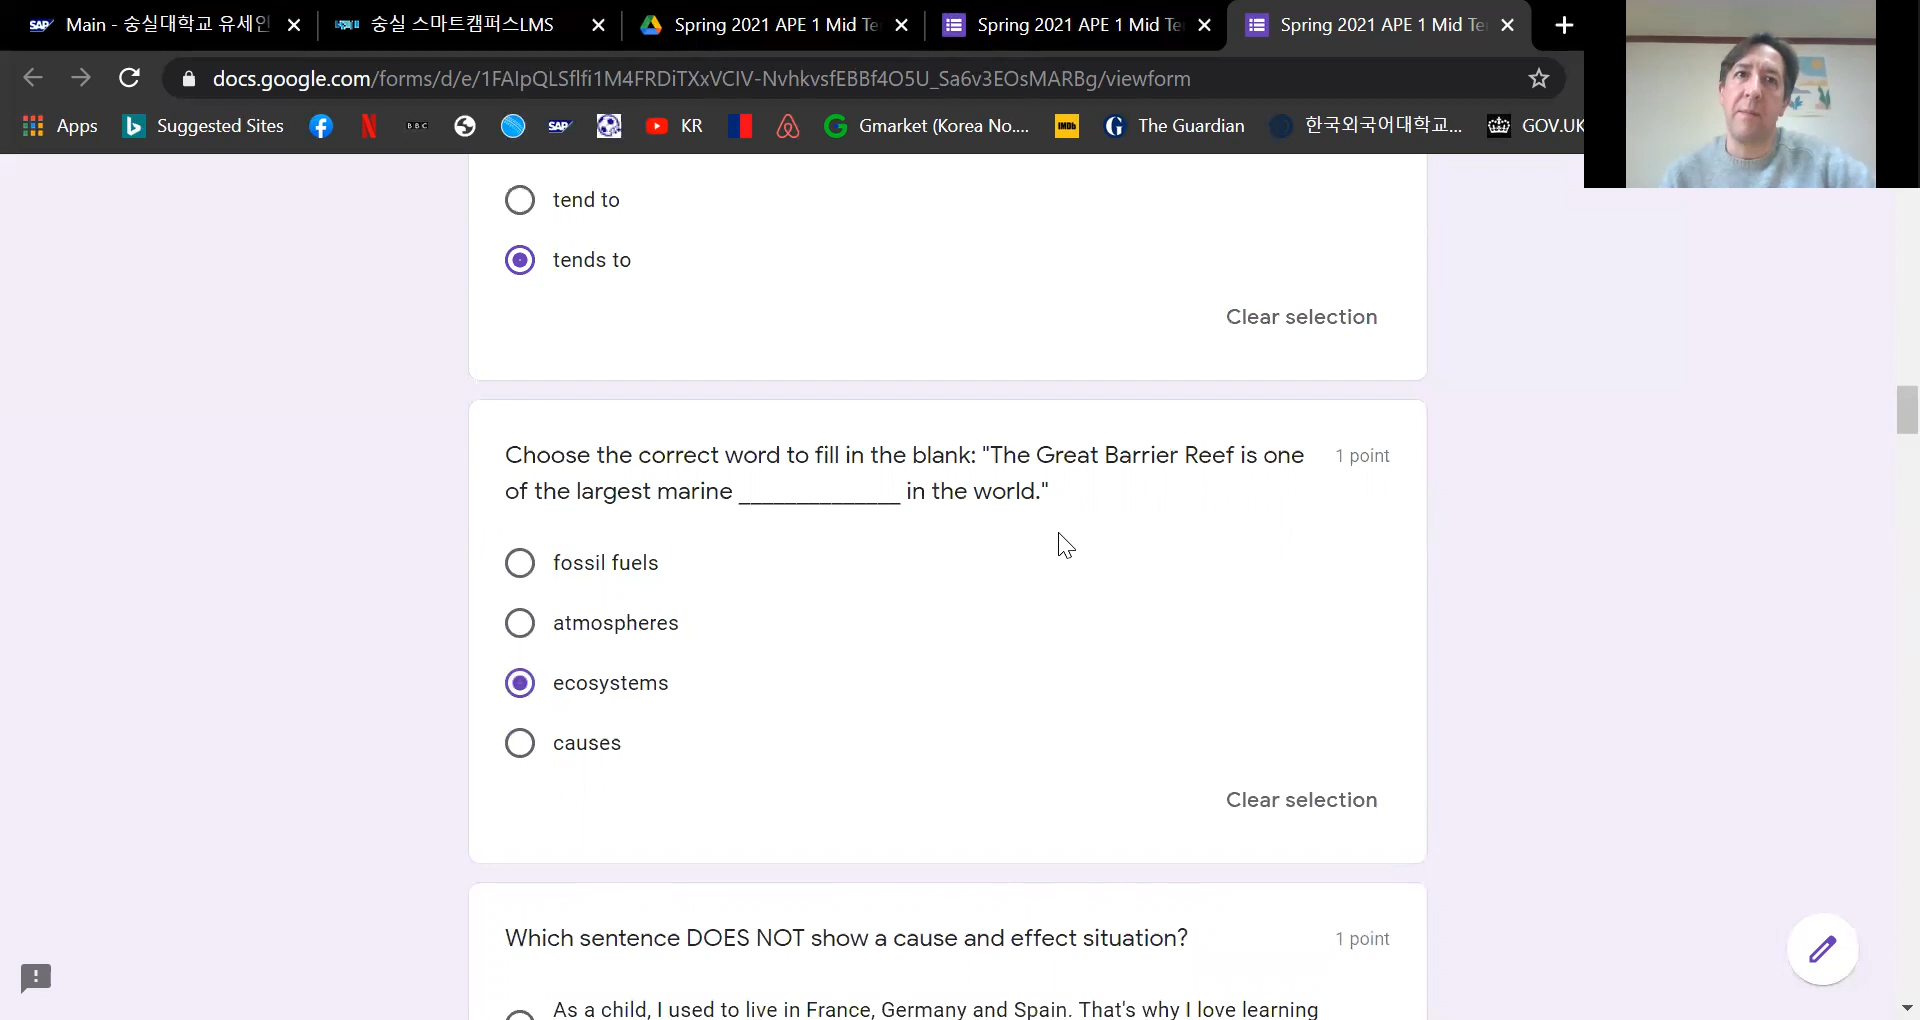 Main - 숭실대학교 유세인
숭실 스마트캠퍼스LMS
Spring 2021 APE 1 Mid Te
Spring 2021 APE 1 Mid Te
Spring 2021 APE 1 Mid Te
docs.google.com/forms/d/e/1FAIpQLSflfi1M4FRDiTXxVCIV-NvhkvsfEBBf4O5U_Sa6v3EOsMARBg/viewform
Apps
Suggested Sites
BBC
SAP
KR
Gmarket (Korea No....
IMDb
The Guardian
한국외국어대학교...
GOV.UK
tend to
tends to
Clear selection
Choose the correct word to fill in the blank: "The Great Barrier Reef is one
1 point
of the largest marine ______________ in the world."
fossil fuels
atmospheres
ecosystems
causes
Clear selection
Which sentence DOES NOT show a cause and effect situation?
1 point
As a child, I used to live in France, Germany and Spain. That's why I love learning